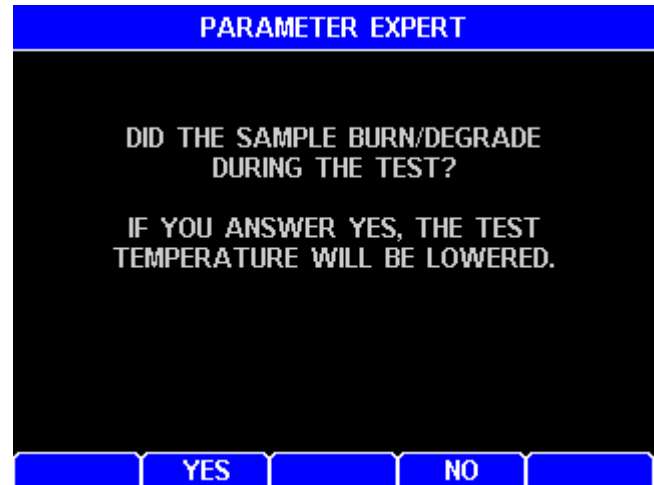 PARAMETER EXPERT
DID THE SAMPLE BURN/DEGRADE
DURING THE TEST?
IF YOU ANSWER YES, THE TEST
TEMPERATURE WILL BE LOWERED.
YES NO